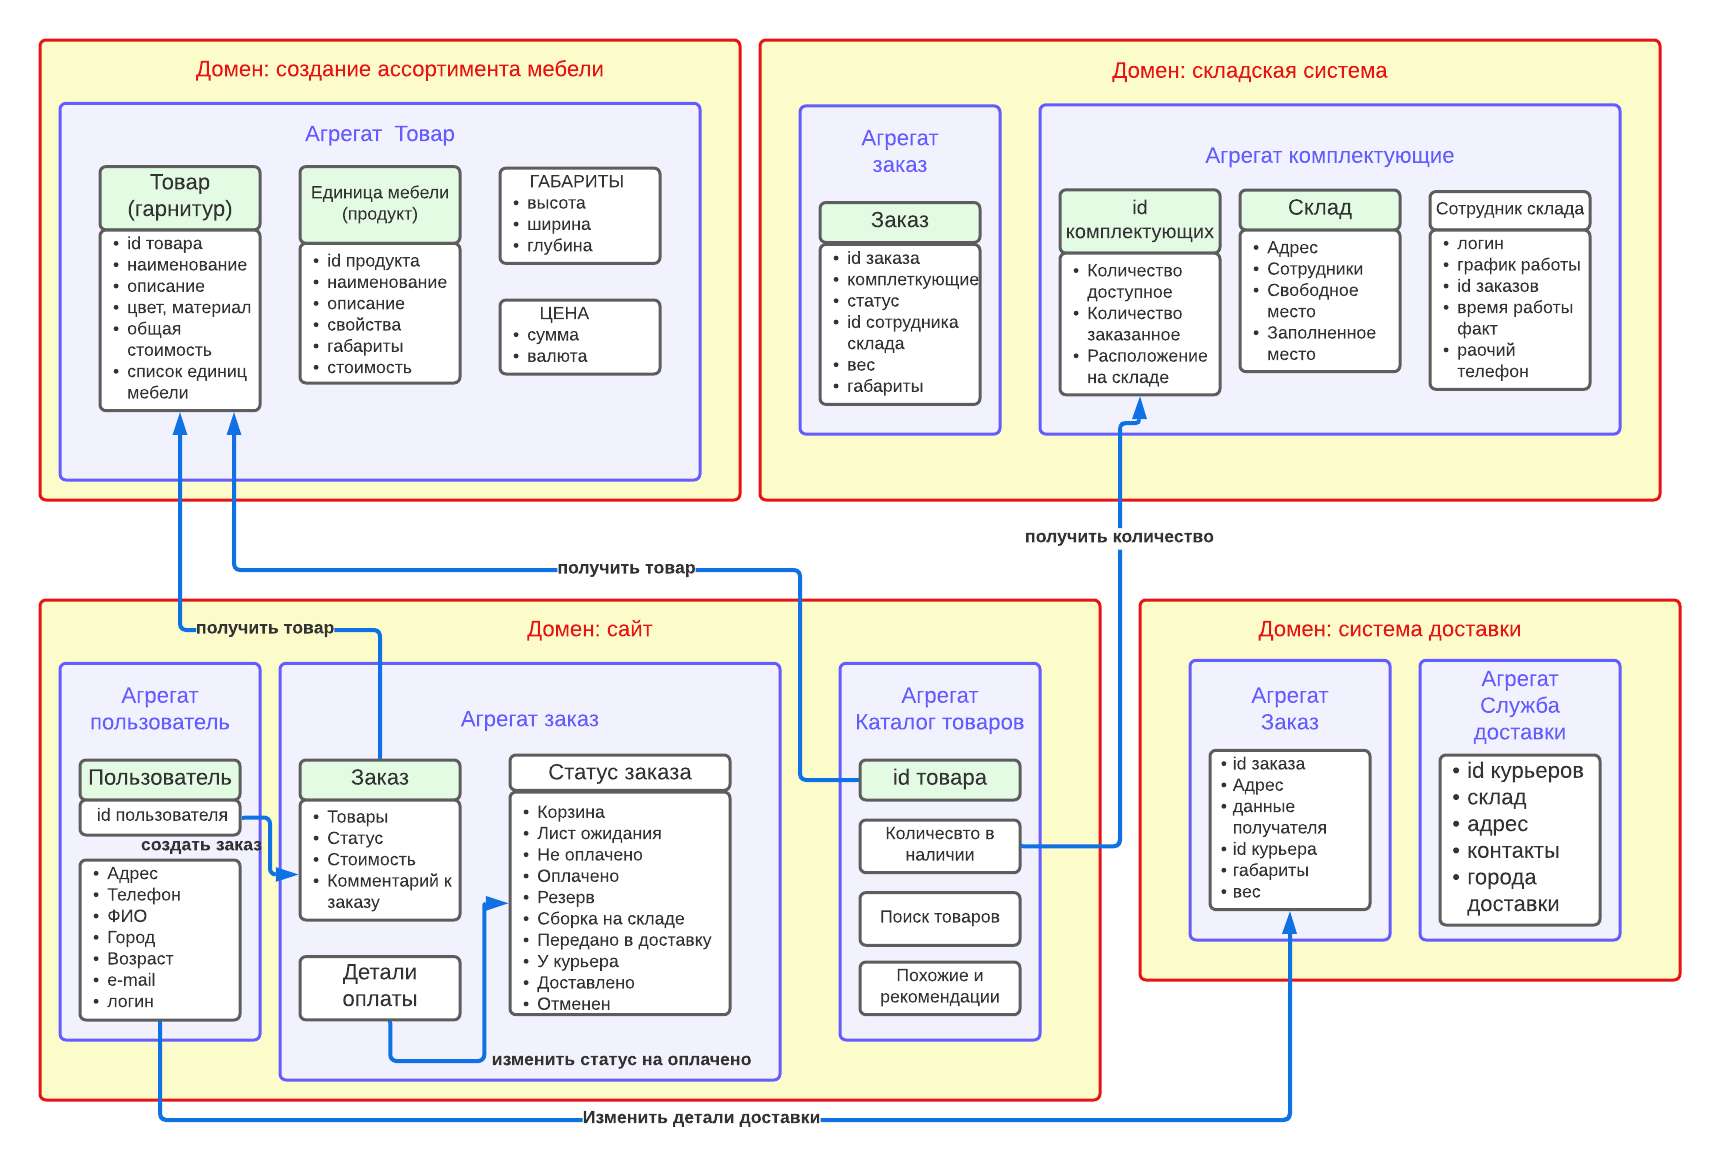 Домен: создание ассортимента мебели
Агрегат  Товар
Товар
(гарнитур)
id товара
наименование
описание
цвет, материал
общая
стоимость
список единиц
мебели
Единица мебели
(продукт)
id продукта
наименование
описание
свойства
габариты
стоимость
ГАБАРИТЫ
высота
ширина
глубина
ЦЕНА
сумма
валюта
Домен: складская система
Агрегат
заказ
Заказ
id заказа
комплеткующие
статус
id сотрудника
склада
вес
габариты
Агрегат комплектующие
id
комплектующих
Количество
доступное
Количество
заказанное
Расположение
на складе
Склад
Адрес
Сотрудники
Свободное
место
Заполненное
место
Сотрудник склада
логин
график работы
id заказов
время работы
факт
раочий
телефон
получить количество
получить товар
получить товар
Домен: сайт
Агрегат
пользователь
Пользователь
id пользователя
создать заказ
Адрес
Телефон
ФИО
Город
Возраст
e-mail
логин
Агрегат заказ
Заказ
Товары
Статус
Стоимость
Комментарий к
заказу
Детали
оплаты
Статус заказа
Корзина
Лист ожидания
Не оплачено
Оплачено
Резерв
Сборка на складе
Передано в доставку
У курьера
Доставлено
Отменен
изменить статус на оплачено
Агрегат
Каталог товаров
id товара
Количесвто в
наличии
Поиск товаров
Похожие и
рекомендации
Домен: система доставки
Агрегат
Заказ
id заказа
Адрес
данные
получателя
id курьера
габариты
вес
Агрегат
Служба
доставки
id курьеров
склад
адрес
контакты
города
доставки
Изменить детали доставки